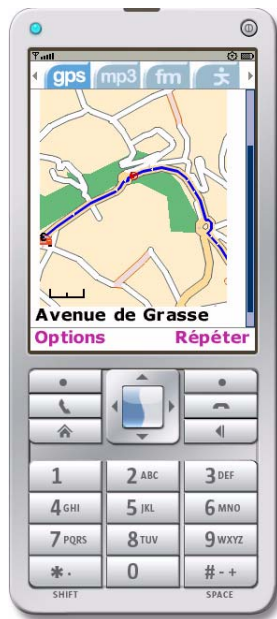 gps mp3 fm
Avenue de Grasse
Options Répéter
1 2 ABC 3 DEF
4 GHI 5 JKL 6 MNO
7 PQRS 8 TUV 9 WXYZ
* . 0 # - +
SHIFT SPACE